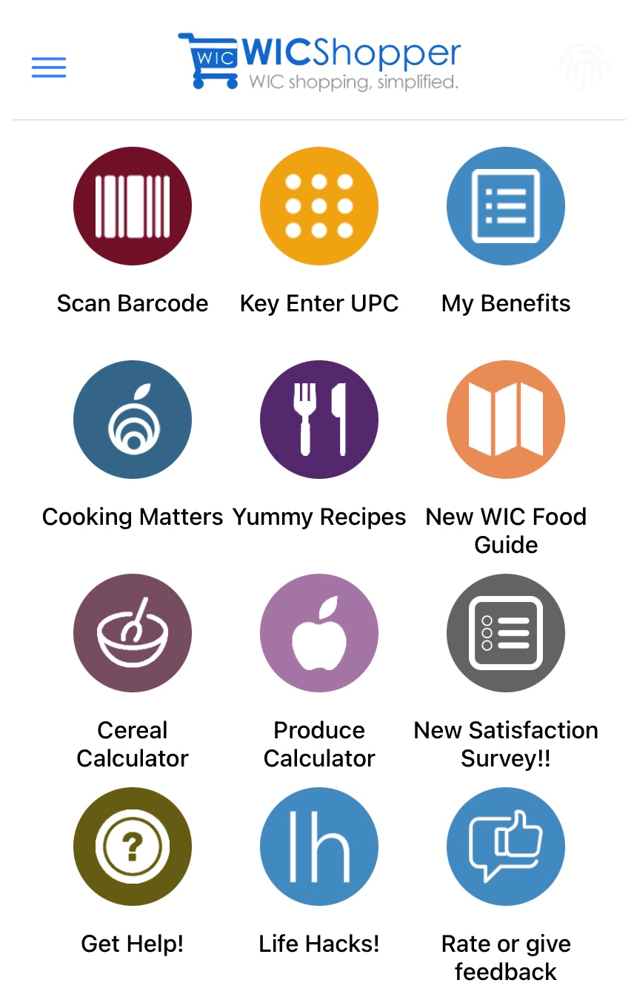 WIC WICShopper
WIC shopping, simplified.
Scan Barcode
Key Enter UPC
My Benefits
Cooking Matters
Yummy Recipes
New WIC Food
Guide
Cereal
Calculator
Produce
Calculator
New Satisfaction
Survey!!
?
Get Help!
lh
Life Hacks!
Rate or give
feedback